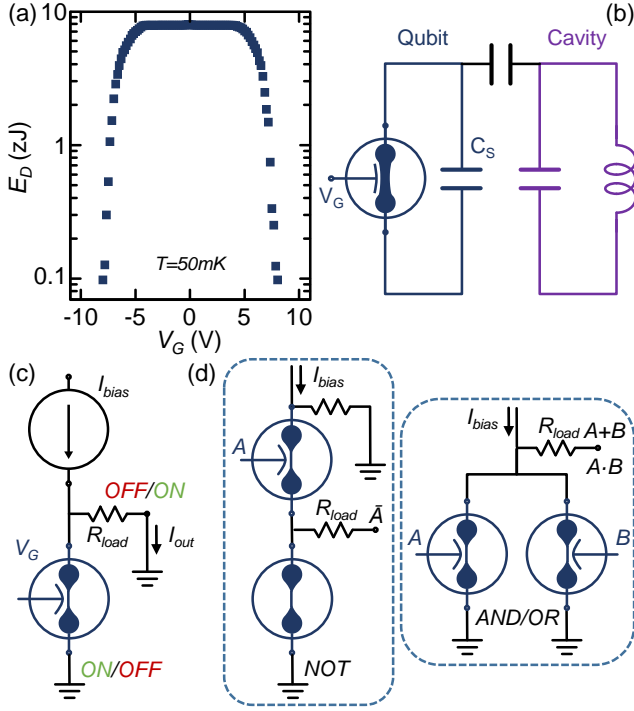 (a)
10
1
0.1
E_D (zJ)
T=50mK
-10 -5 0 5 10
V_G (V)
(b)
Qubit
Cavity
V_G
C_S
(c)
I_bias
OFF/ON
R_load
I_out
V_G
ON/OFF
(d)
I_bias
A
R_load
Ā
NOT
I_bias
R_load
A+B
A·B
A
B
AND/OR